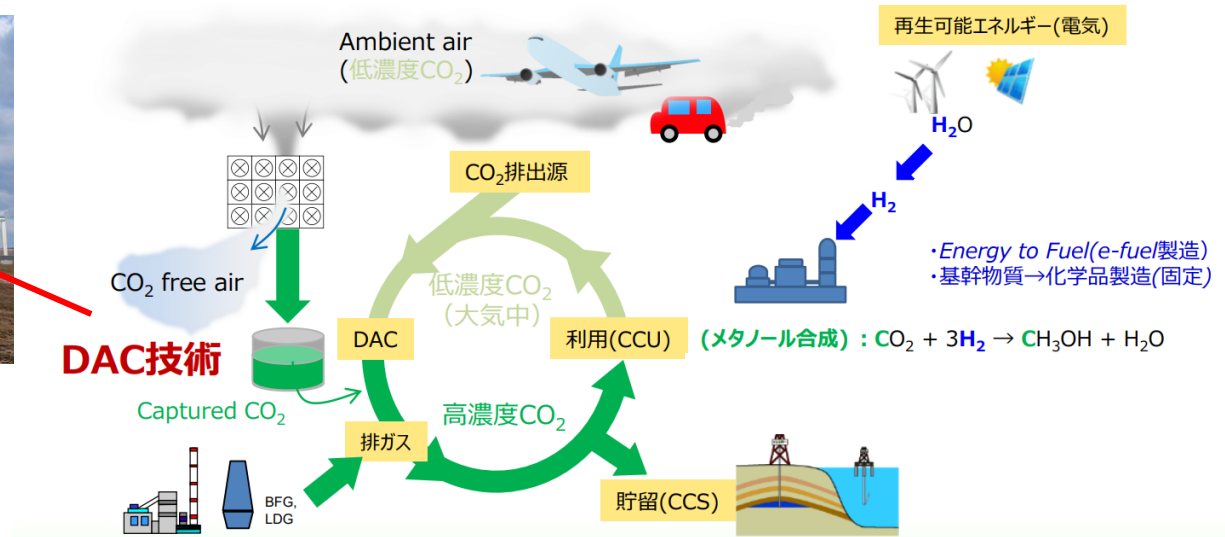 Ambient air
(低濃度CO₂)
再生可能エネルギー(電気)
H₂O
H₂
CO₂排出源
CO₂ free air
低濃度CO₂
(大気中)
・Energy to Fuel(e-fuel製造)
・基幹物質→化学品製造(固定)
DAC技術
DAC
利用(CCU)
(メタノール合成)：CO₂ + 3H₂ → CH₃OH + H₂O
Captured CO₂
高濃度CO₂
排ガス
BFG,
LDG
貯留(CCS)